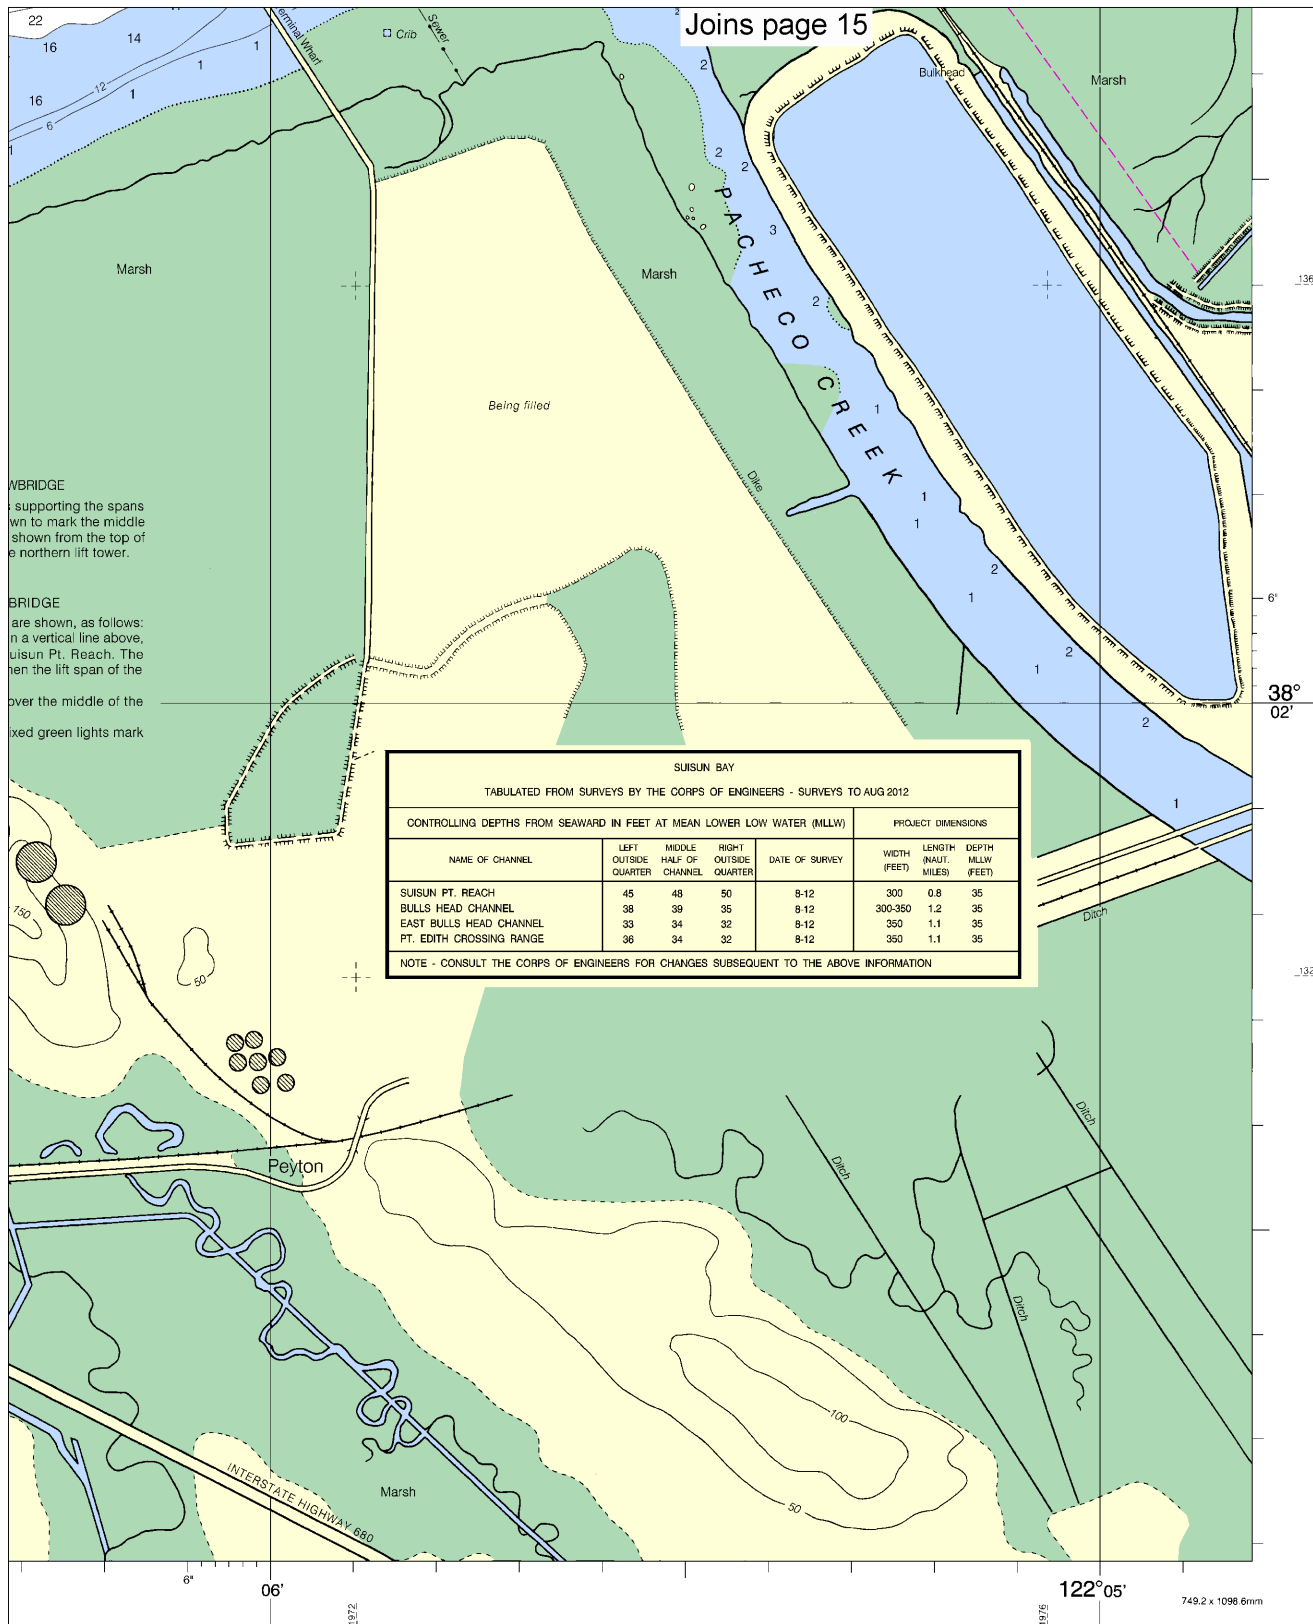 Joins page 15
22
16
14
1
1
16
12
1
6
Terminal Wharf
Crib
Sewer
2
2
Bulkhead
Marsh
2
2
PACHECO CREEK
3
2
Marsh
Marsh
136
Being filled
1
Dike
1
1
WBRIDGE
supporting the spans
wn to mark the middle
shown from the top of
e northern lift tower.
2
1
6"
BRIDGE
are shown, as follows:
n a vertical line above,
uisun Pt. Reach. The
hen the lift span of the
over the middle of the
ixed green lights mark
2
1
38°
02'
2
1
SUISUN BAY
TABULATED FROM SURVEYS BY THE CORPS OF ENGINEERS - SURVEYS TO AUG 2012
CONTROLLING DEPTHS FROM SEAWARD IN FEET AT MEAN LOWER LOW WATER (MLLW) PROJECT DIMENSIONS
NAME OF CHANNEL LEFT OUTSIDE QUARTER MIDDLE HALF OF CHANNEL RIGHT OUTSIDE QUARTER DATE OF SURVEY WIDTH (FEET) LENGTH (NAUT. MILES) DEPTH MLLW (FEET)
SUISUN PT. REACH 45 48 50 8-12 300 0.8 35
BULLS HEAD CHANNEL 38 39 35 8-12 300-350 1.2 35
EAST BULLS HEAD CHANNEL 33 34 32 8-12 350 1.1 35
PT. EDITH CROSSING RANGE 36 34 32 8-12 350 1.1 35
NOTE - CONSULT THE CORPS OF ENGINEERS FOR CHANGES SUBSEQUENT TO THE ABOVE INFORMATION
Ditch
150
50
132
Peyton
Ditch
Ditch
Ditch
100
50
INTERSTATE HIGHWAY 680
Marsh
6"
06'
122°05'
1972
1976
749.2 x 1098.6mm